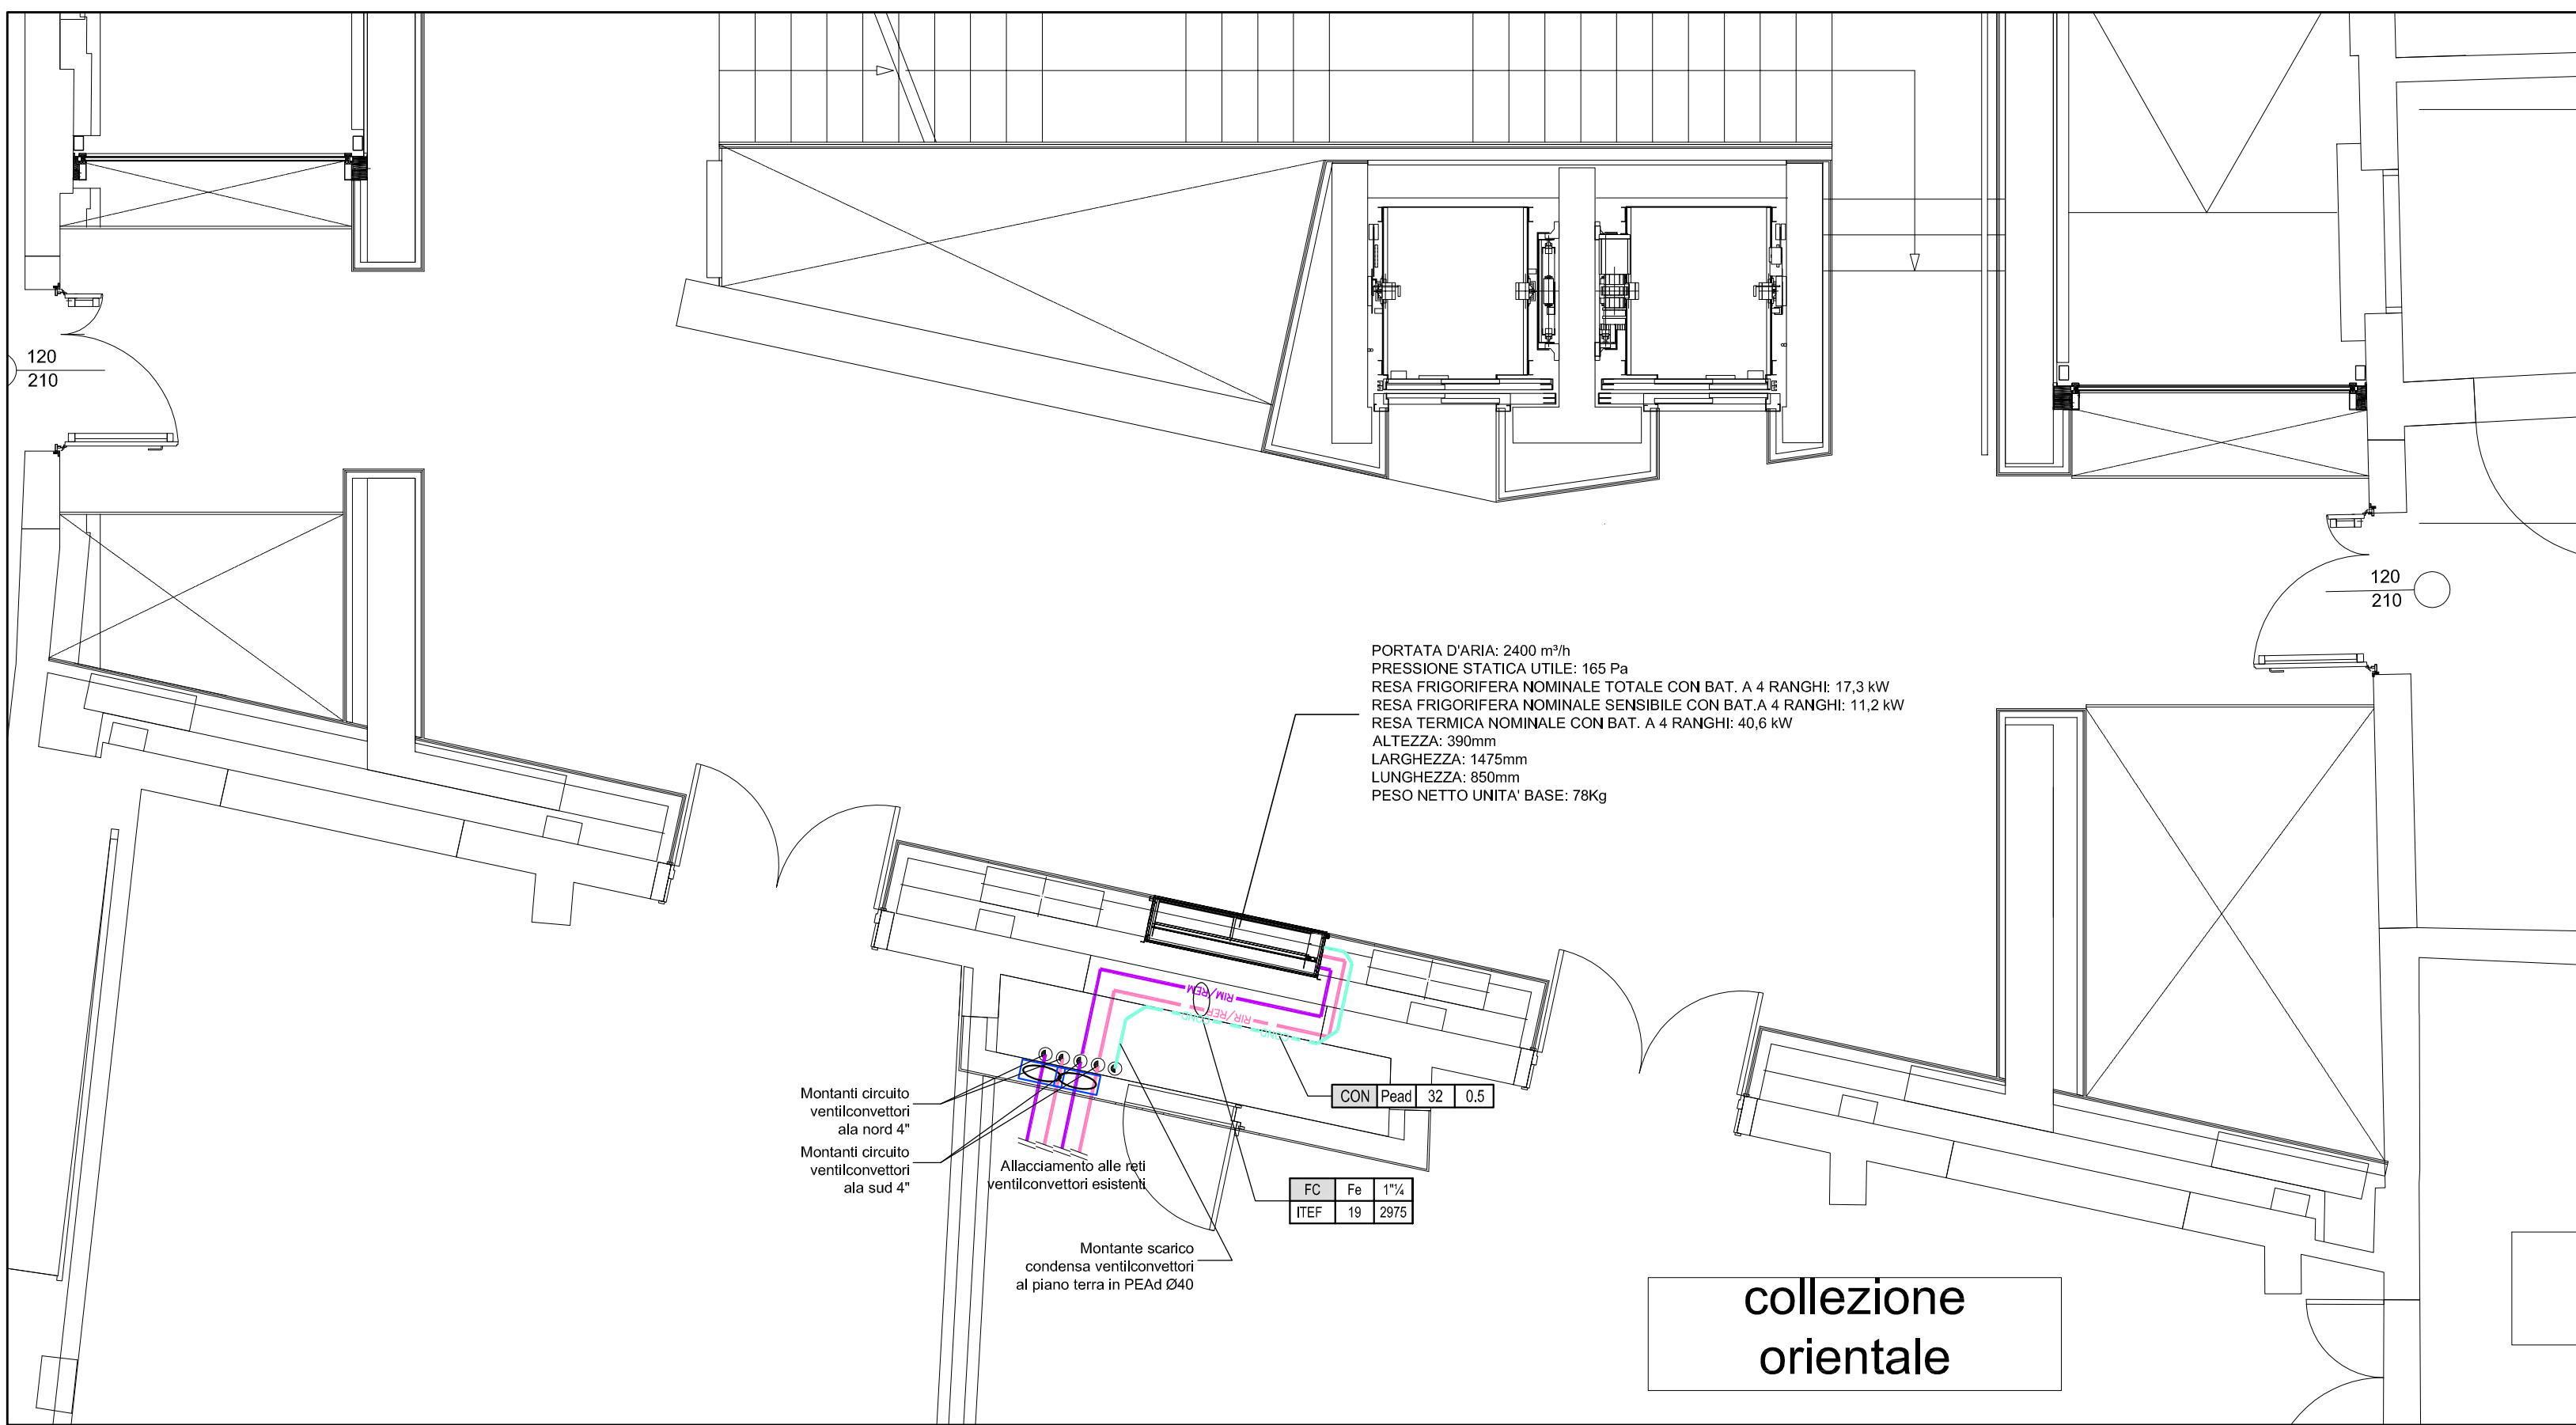 120
210
120
210
PORTATA D'ARIA: 2400 m³/h
PRESSIONE STATICA UTILE: 165 Pa
RESA FRIGORIFERA NOMINALE TOTALE CON BAT. A 4 RANGHI: 17,3 kW
RESA FRIGORIFERA NOMINALE SENSIBILE CON BAT.A 4 RANGHI: 11,2 kW
RESA TERMICA NOMINALE CON BAT. A 4 RANGHI: 40,6 kW
ALTEZZA: 390mm
LARGHEZZA: 1475mm
LUNGHEZZA: 850mm
PESO NETTO UNITA' BASE: 78Kg
RIM/REM
RIR/REF
COND
COND
Montanti circuito
ventilconvettori
ala nord 4"
Montanti circuito
ventilconvettori
ala sud 4"
Allacciamento alle reti
ventilconvettori esistenti
CON Pead 32 0.5
FC Fe 1"¼
ITEF 19 2975
Montante scarico
condensa ventilconvettori
al piano terra in PEAd Ø40
collezione
orientale